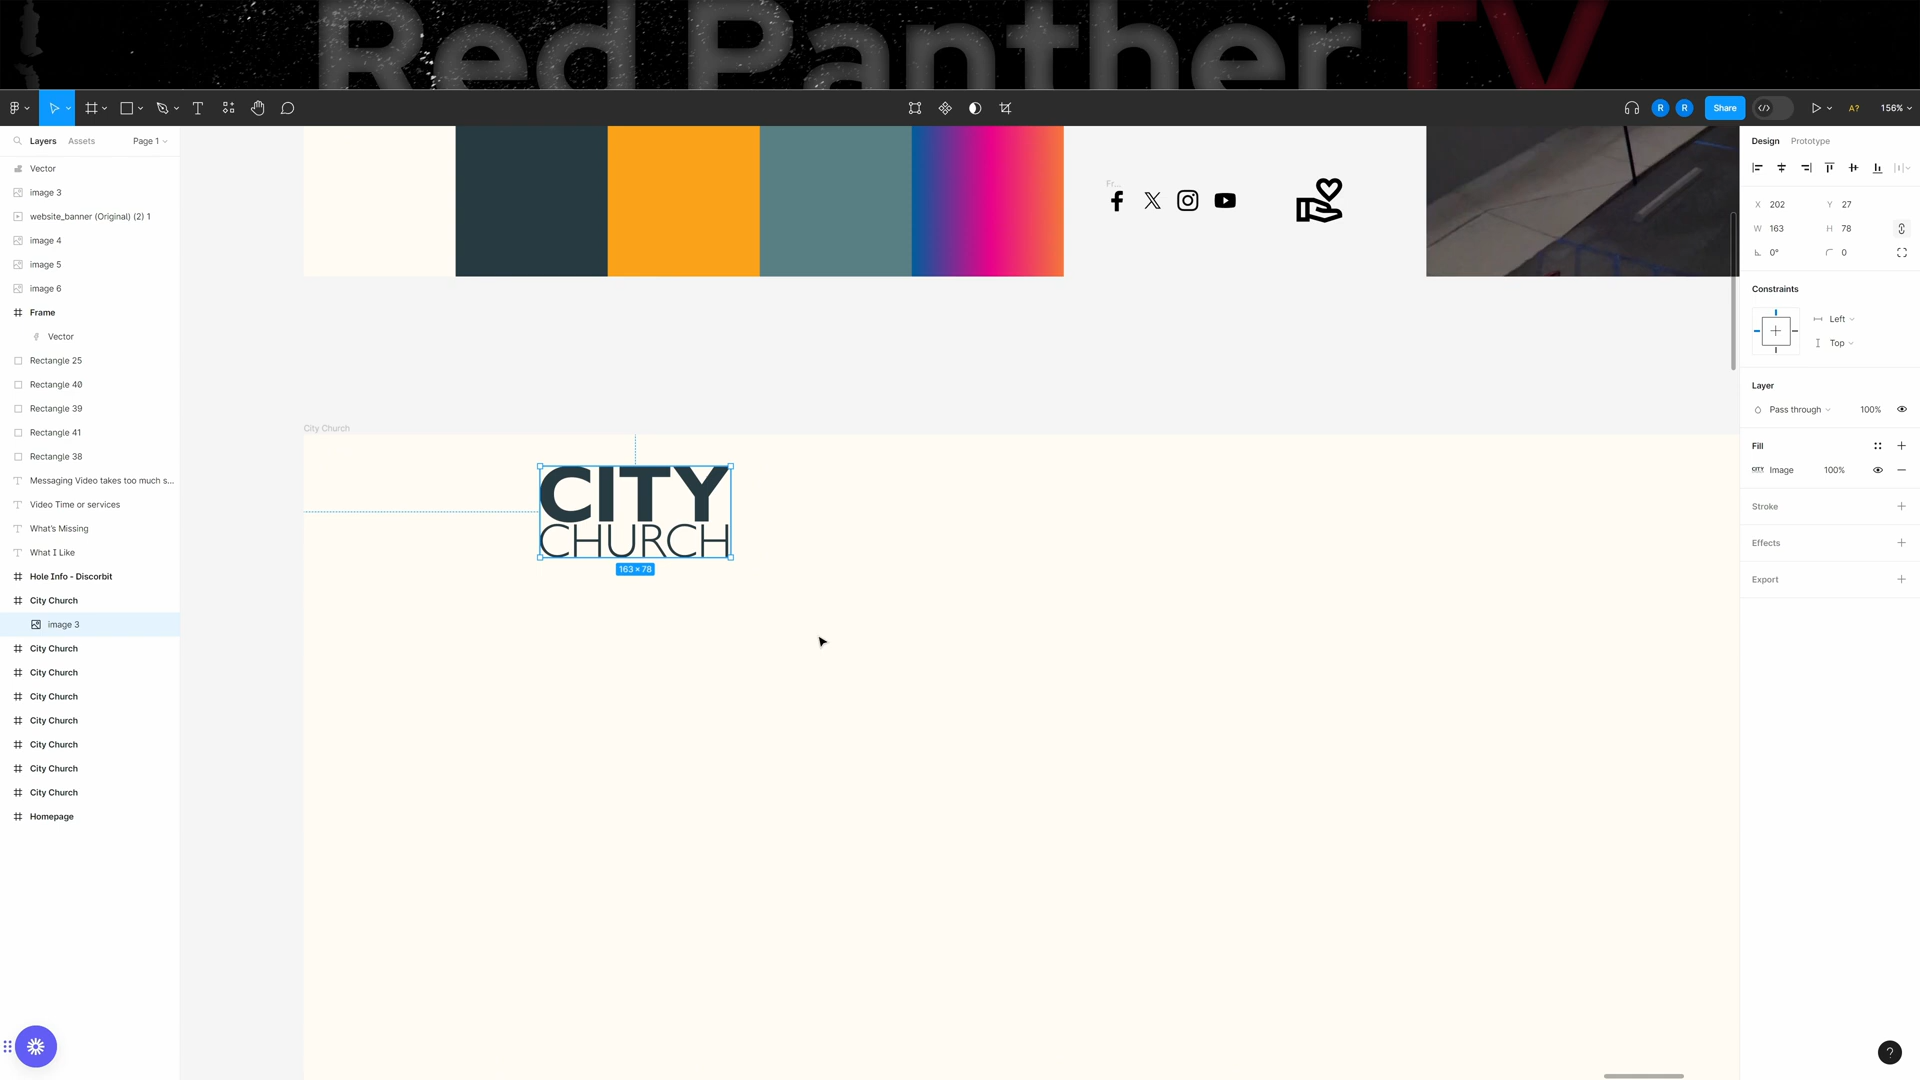 Red PantherTV
R
R
Share
</>
A?
156%
Layers
Assets
Page 1
Vector
image 3
website_banner (Original) (2) 1
image 4
image 5
image 6
Frame
Vector
Rectangle 25
Rectangle 40
Rectangle 39
Rectangle 41
Rectangle 38
Messaging Video takes too much s...
Video Time or services
What's Missing
What I Like
Hole Info - Discorbit
City Church
image 3
City Church
City Church
City Church
City Church
City Church
City Church
City Church
Homepage
Fr...
City Church
CITY
CHURCH
163 × 78
Design
Prototype
X 202
Y 27
W 163
H 78
0°
0
Constraints
Left
Top
Layer
Pass through
100%
Fill
CITY
Image
100%
Stroke
Effects
Export
?